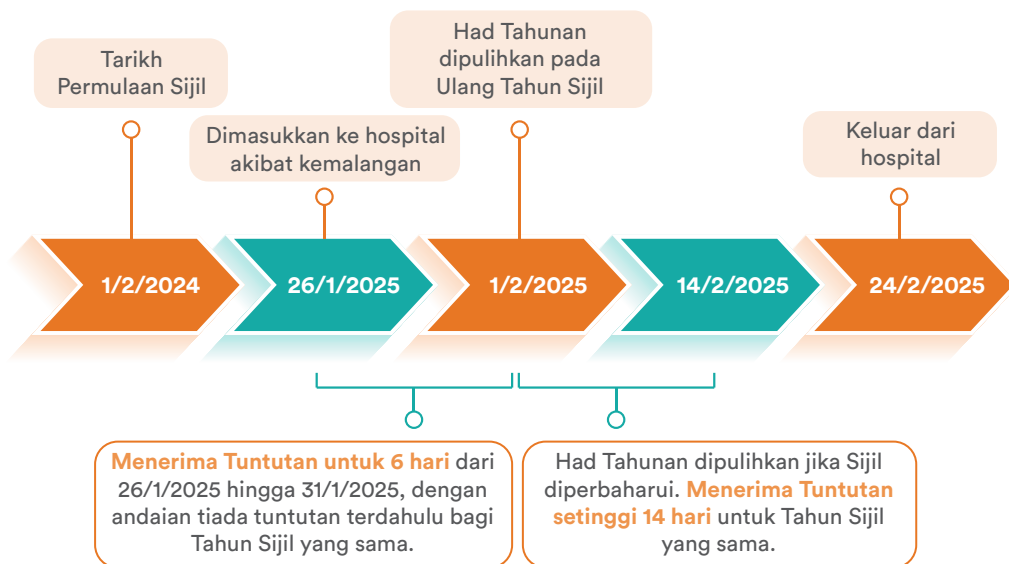 Tarikh
Permulaan Sijil
Dimasukkan ke hospital
akibat kemalangan
Had Tahunan
dipulihkan pada
Ulang Tahun Sijil
Keluar dari
hospital
1/2/2024
26/1/2025
1/2/2025
14/2/2025
24/2/2025
Menerima Tuntutan untuk 6 hari dari
26/1/2025 hingga 31/1/2025, dengan
andaian tiada tuntutan terdahulu bagi
Tahun Sijil yang sama.
Had Tahunan dipulihkan jika Sijil
diperbaharui. Menerima Tuntutan
setinggi 14 hari untuk Tahun Sijil
yang sama.